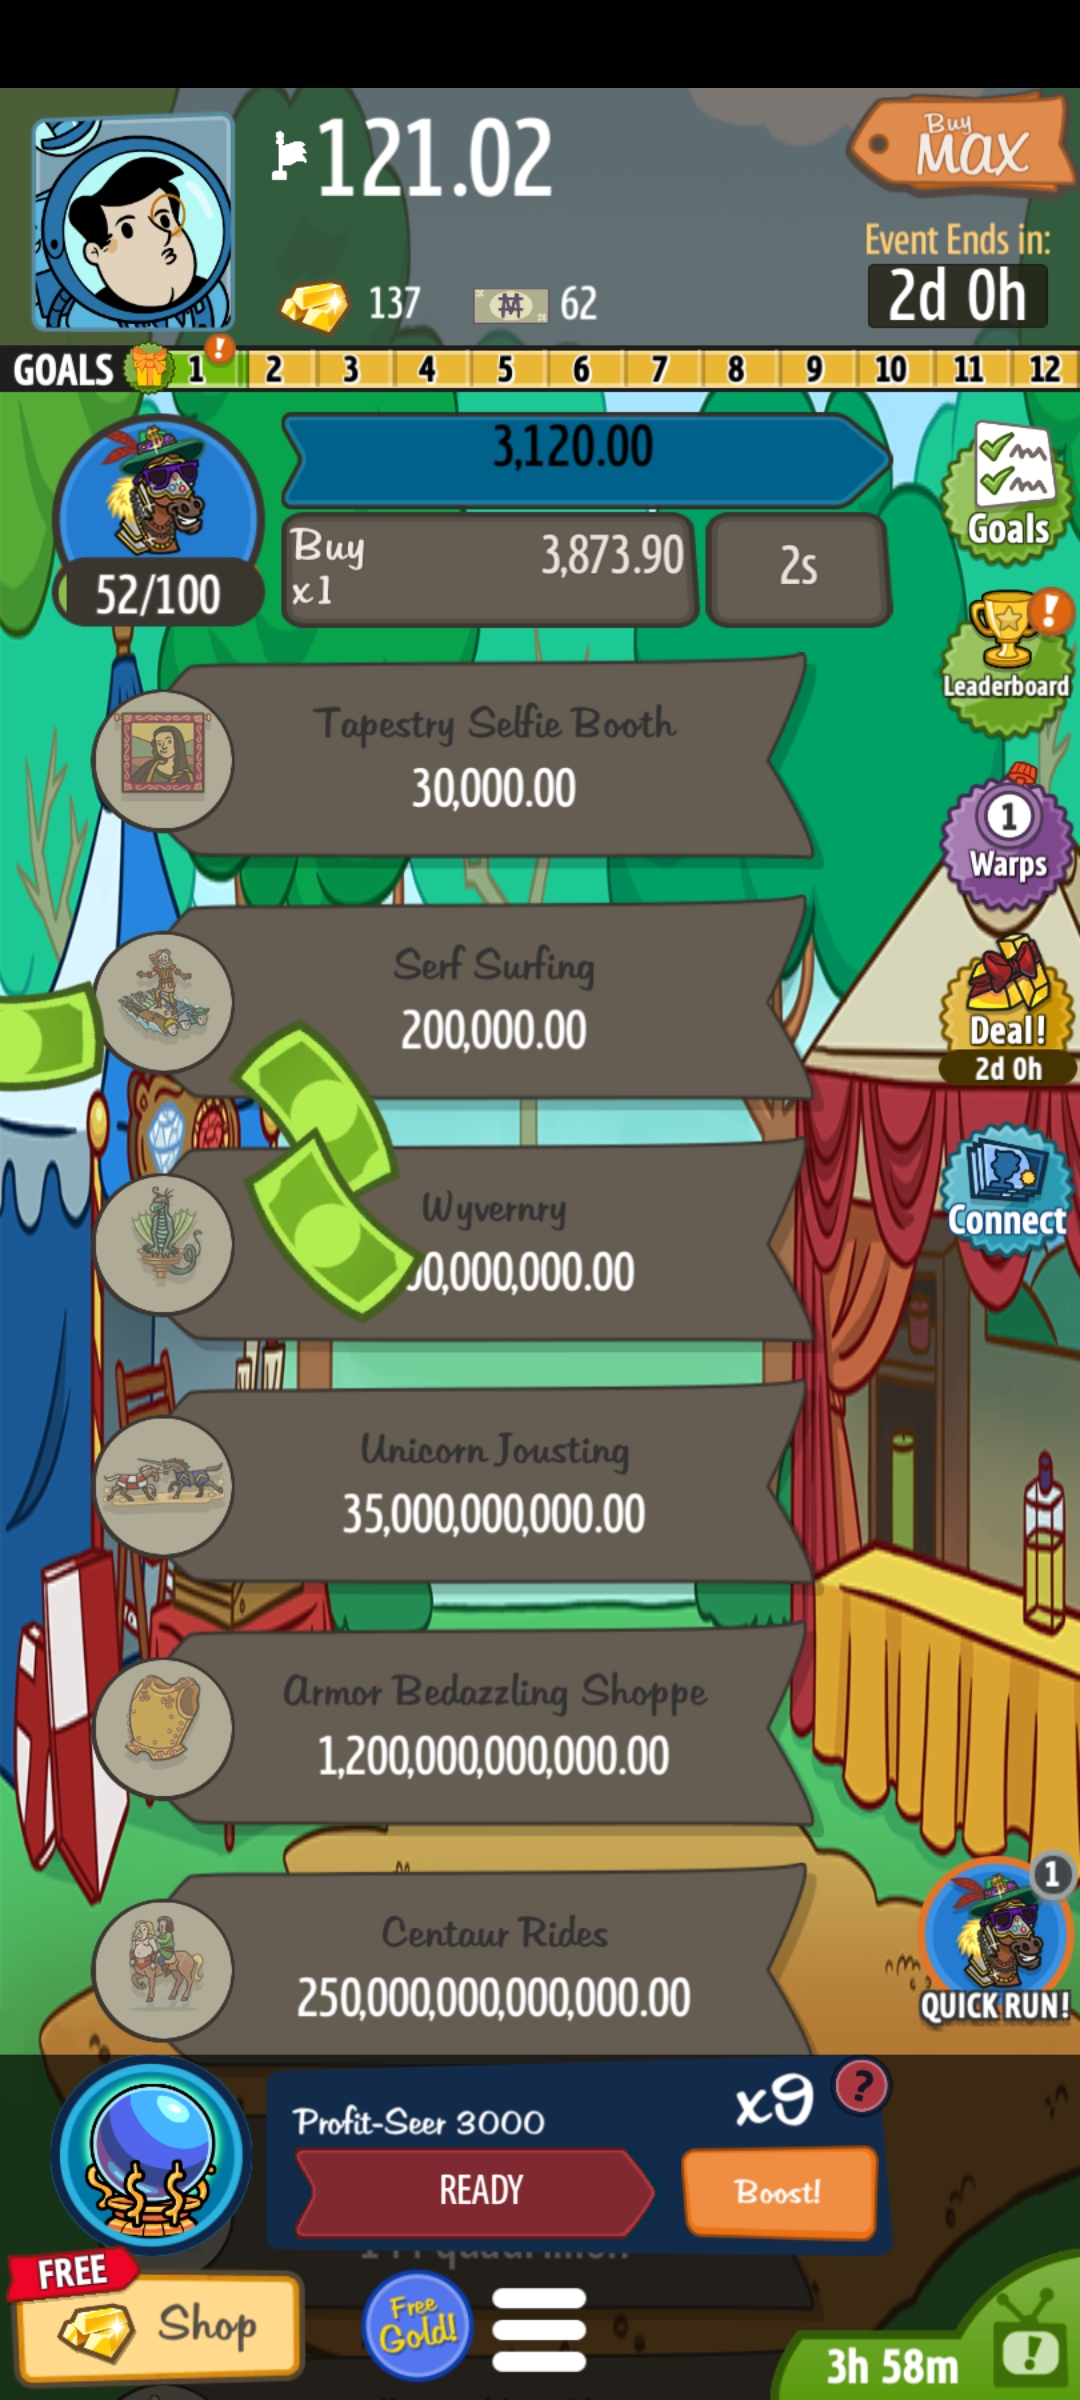 121.02
Buy
MAX
Event Ends in:
2d 0h
137
62
GOALS 1 ! 2 3 4 5 6 7 8 9 10 11 12
3,120.00
Buy
x1
3,873.90
2s
52/100
Goals
!
Leaderboard
Tapestry Selfie Booth
30,000.00
1
Warps
Serf Surfing
200,000.00
Deal!
2d 0h
Wyvernry
00,000,000.00
Connect
Unicorn Jousting
35,000,000,000.00
Armor Bedazzling Shoppe
1,200,000,000,000.00
1
QUICK RUN!
Centaur Rides
250,000,000,000,000.00
Profit-Seer 3000
x9
?
READY
Boost!
FREE
Shop
Free
Gold!
3h 58m
!